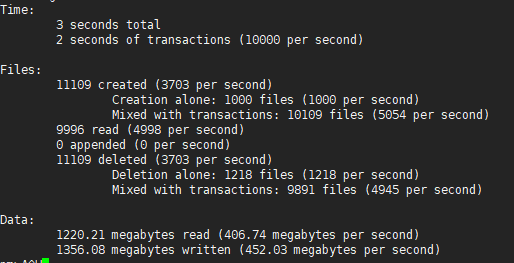 Time:
3 seconds total
2 seconds of transactions (10000 per second)
Files:
11109 created (3703 per second)
Creation alone: 1000 files (1000 per second)
Mixed with transactions: 10109 files (5054 per second)
9996 read (4998 per second)
0 appended (0 per second)
11109 deleted (3703 per second)
Deletion alone: 1218 files (1218 per second)
Mixed with transactions: 9891 files (4945 per second)
Data:
1220.21 megabytes read (406.74 megabytes per second)
1356.08 megabytes written (452.03 megabytes per second)